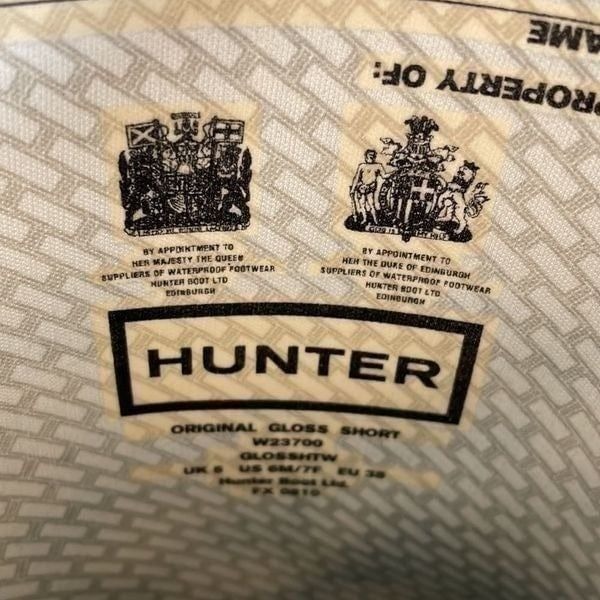 NAME
PROPERTY OF:
BY APPOINTMENT TO
HER MAJESTY THE QUEEN
SUPPLIERS OF WATERPROOF FOOTWEAR
HUNTER BOOT LTD
EDINBURGH
BY APPOINTMENT TO
HRH THE DUKE OF EDINBURGH
SUPPLIERS OF WATERPROOF FOOTWEAR
HUNTER BOOT LTD
EDINBURGH
HUNTER
ORIGINAL GLOSS SHORT
W23700
GLOSSHTW
UK 5 US 6M/7F EU 38
Hunter Boot Ltd.